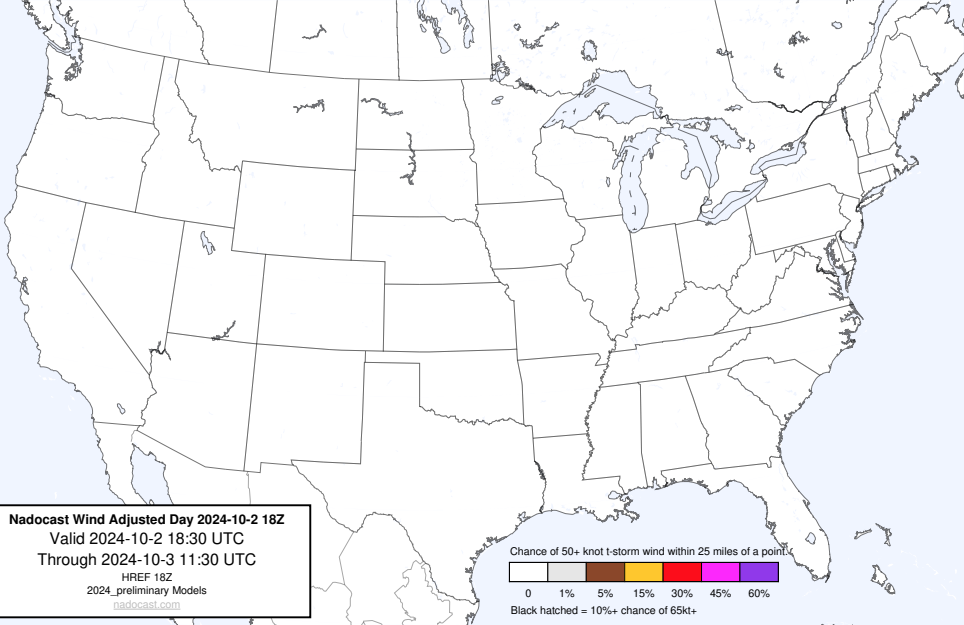 Nadocast Wind Adjusted Day 2024-10-2 18Z
Valid 2024-10-2 18:30 UTC
Through 2024-10-3 11:30 UTC
HREF 18Z
2024_preliminary Models
nadocast.com
Chance of 50+ knot t-storm wind within 25 miles of a point.
0 1% 5% 15% 30% 45% 60%
Black hatched = 10%+ chance of 65kt+